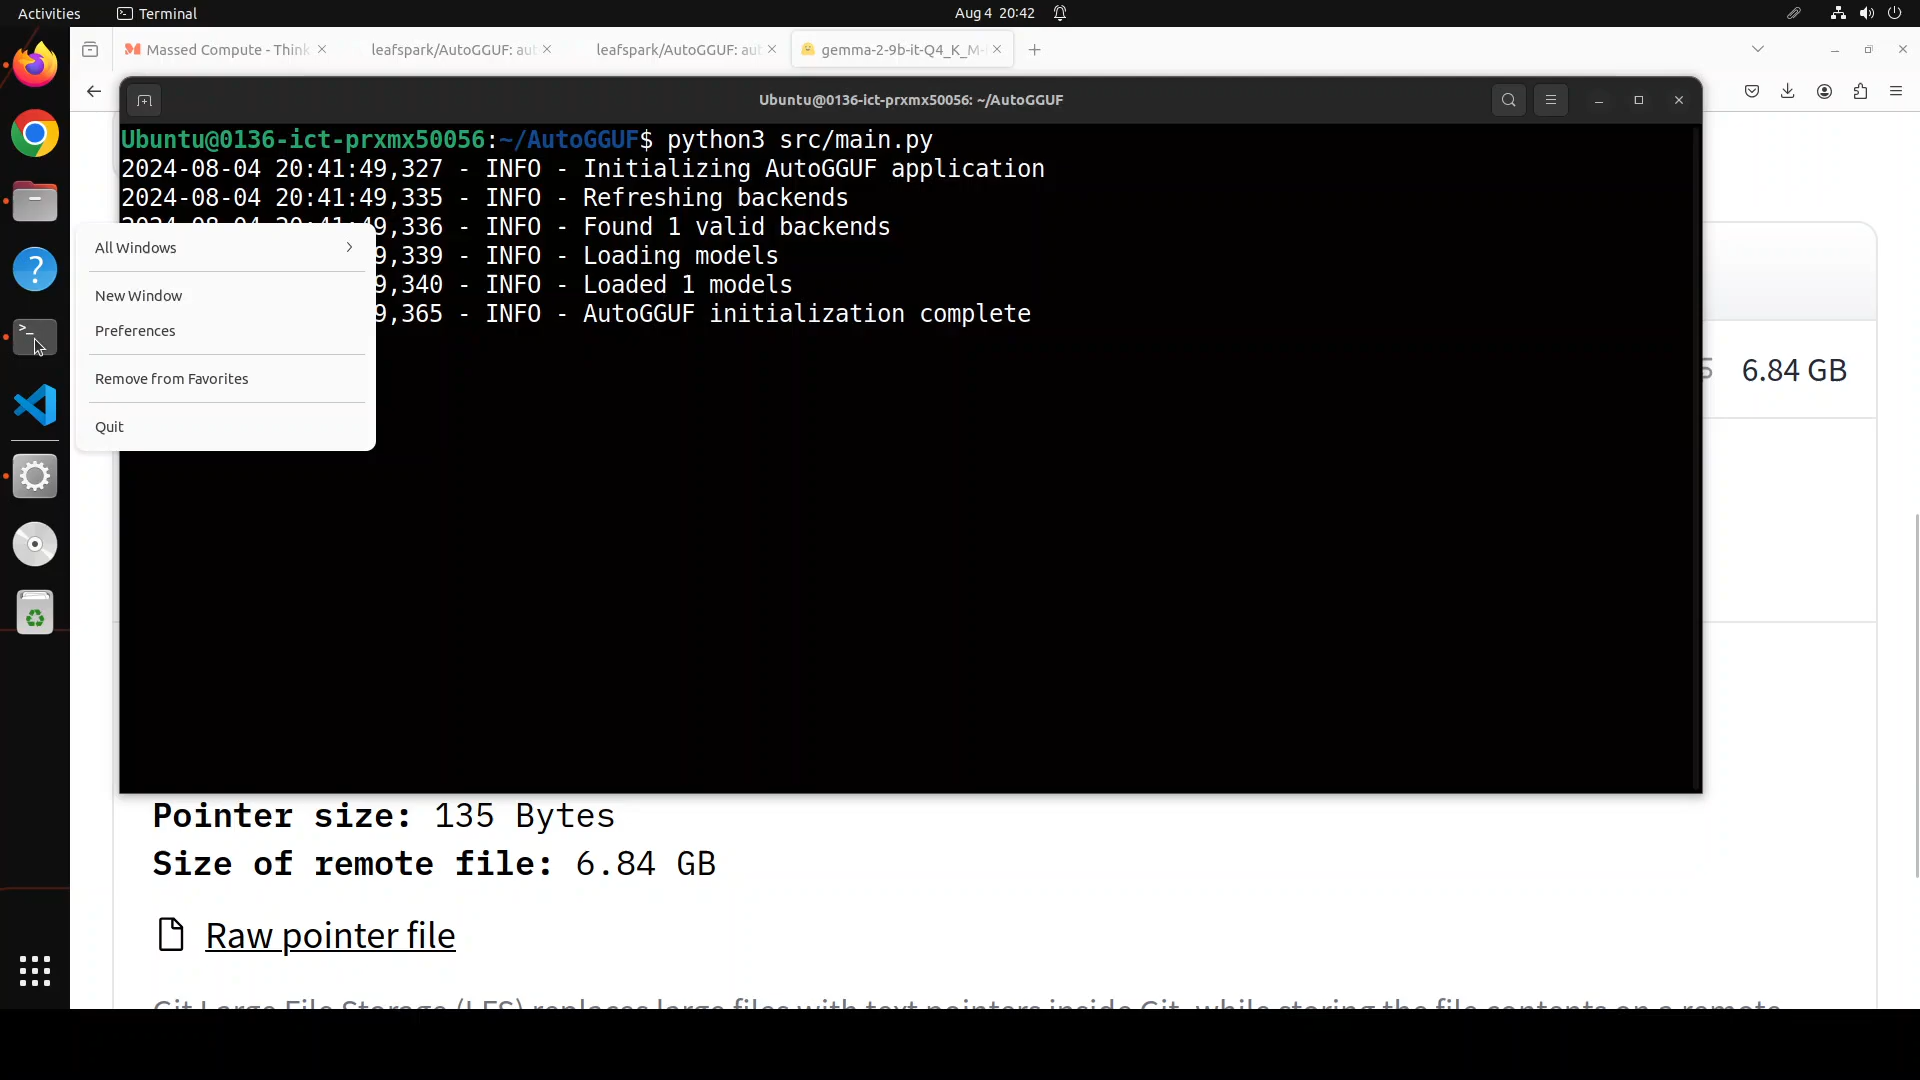 Activities
Terminal
Aug 4 20:42
Massed Compute - Think
leafspark/AutoGGUF: aut
leafspark/AutoGGUF: aut
gemma-2-9b-it-Q4_K_M-
Ubuntu@0136-ict-prxmx50056: ~/AutoGGUF
Ubuntu@0136-ict-prxmx50056:~/AutoGGUF$ python3 src/main.py
2024-08-04 20:41:49,327 - INFO - Initializing AutoGGUF application
2024-08-04 20:41:49,335 - INFO - Refreshing backends
2024-08-04 20:41:49,336 - INFO - Found 1 valid backends
9,339 - INFO - Loading models
9,340 - INFO - Loaded 1 models
9,365 - INFO - AutoGGUF initialization complete
All Windows
New Window
Preferences
Remove from Favorites
Quit
6.84 GB
Pointer size: 135 Bytes
Size of remote file: 6.84 GB
Raw pointer file
Git Large File Storage (LFS) replaces large files with text pointers inside Git, while storing the file contents on a remote